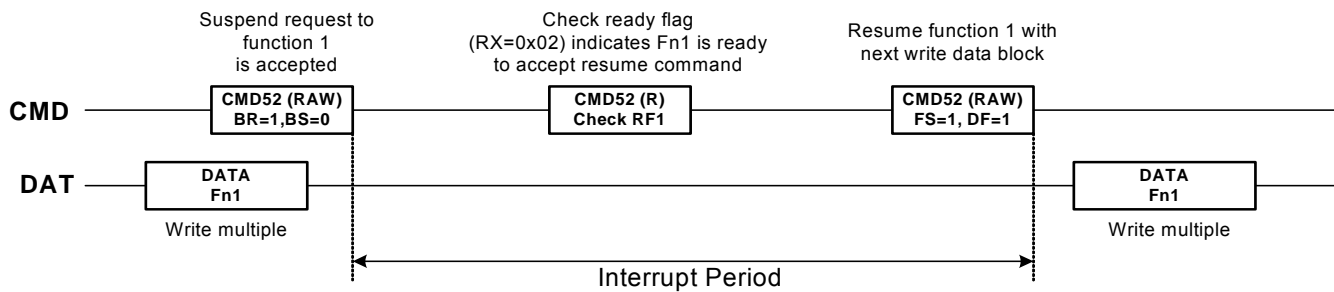 Suspend request to
function 1
is accepted
Check ready flag
(RX=0x02) indicates Fn1 is ready
to accept resume command
Resume function 1 with
next write data block
CMD
CMD52 (RAW)
BR=1,BS=0
CMD52 (R)
Check RF1
CMD52 (RAW)
FS=1, DF=1
DAT
DATA
Fn1
DATA
Fn1
Write multiple
Write multiple
Interrupt Period